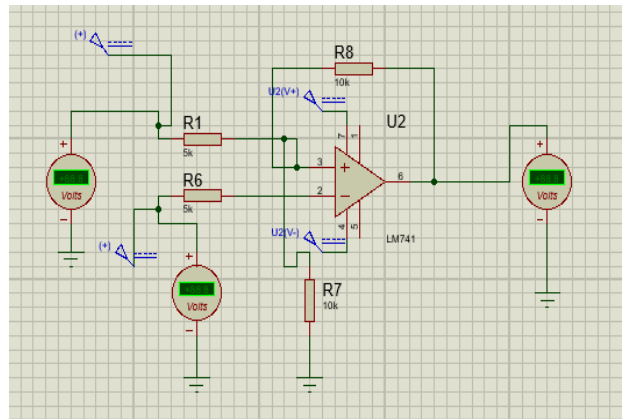 (+)
R8
10k
U2(V+)
U2
R1
5k
7
1
3
6
2
R6
5k
4
5
LM741
U2(V-)
(+)
R7
10k
+
Volts
−
+
Volts
−
+
Volts
−